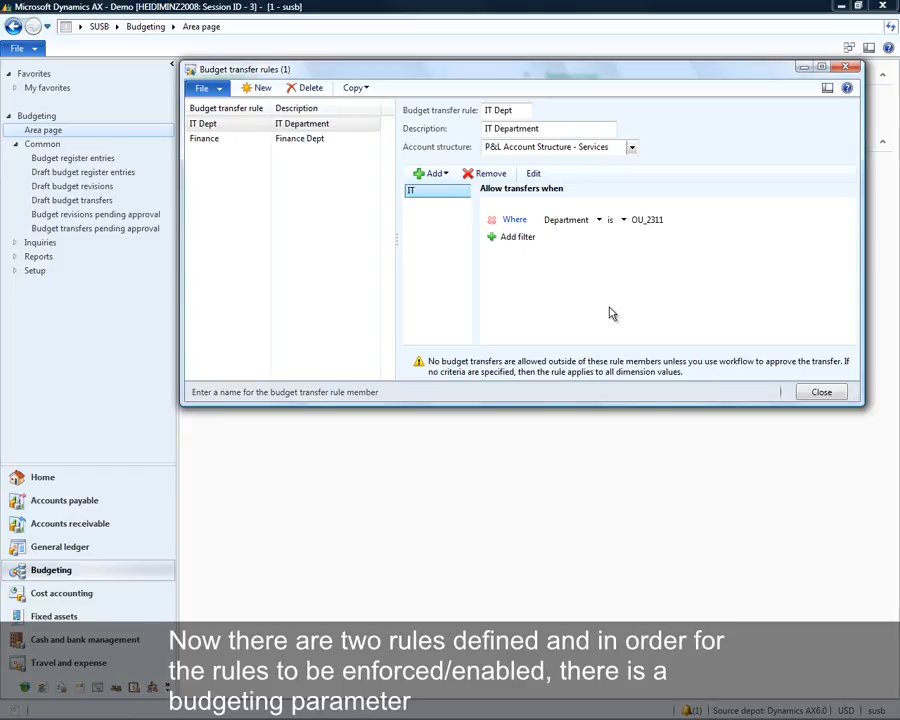 Microsoft Dynamics AX - Demo [HEIDIMINZ2008: Session ID - 3] - [1 - susb]
SUSB ▸ Budgeting ▸ Area page
File
Favorites
My favorites
Budgeting
Area page
Common
Budget register entries
Draft budget register entries
Draft budget revisions
Draft budget transfers
Budget revisions pending approval
Budget transfers pending approval
Inquiries
Reports
Setup
Budget transfer rules (1)
File New Delete Copy
Budget transfer rule Description
IT Dept IT Department
Finance Finance Dept
Budget transfer rule: IT Dept
Description: IT Department
Account structure: P&L Account Structure - Services
Add Remove Edit
IT
Allow transfers when
Where Department is OU_2311
Add filter
No budget transfers are allowed outside of these rule members unless you use workflow to approve the transfer. If
no criteria are specified, then the rule applies to all dimension values.
Enter a name for the budget transfer rule member
Close
Home
Accounts payable
Accounts receivable
General ledger
Budgeting
Cost accounting
Fixed assets
Cash and bank management
Travel and expense
Now there are two rules defined and in order for
the rules to be enforced/enabled, there is a
budgeting parameter
(1) Source depot: Dynamics AX6.0 USD susb